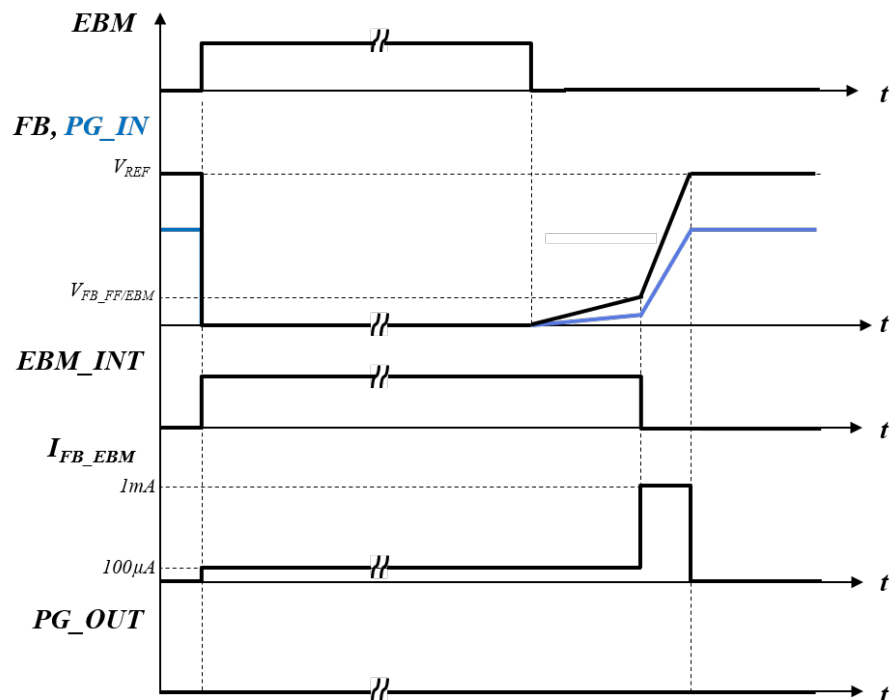 EBM
t
FB, PG_IN
V_REF
V_FB_FF/EBM
t
EBM_INT
t
I_FB_EBM
1mA
100μA
t
PG_OUT
t